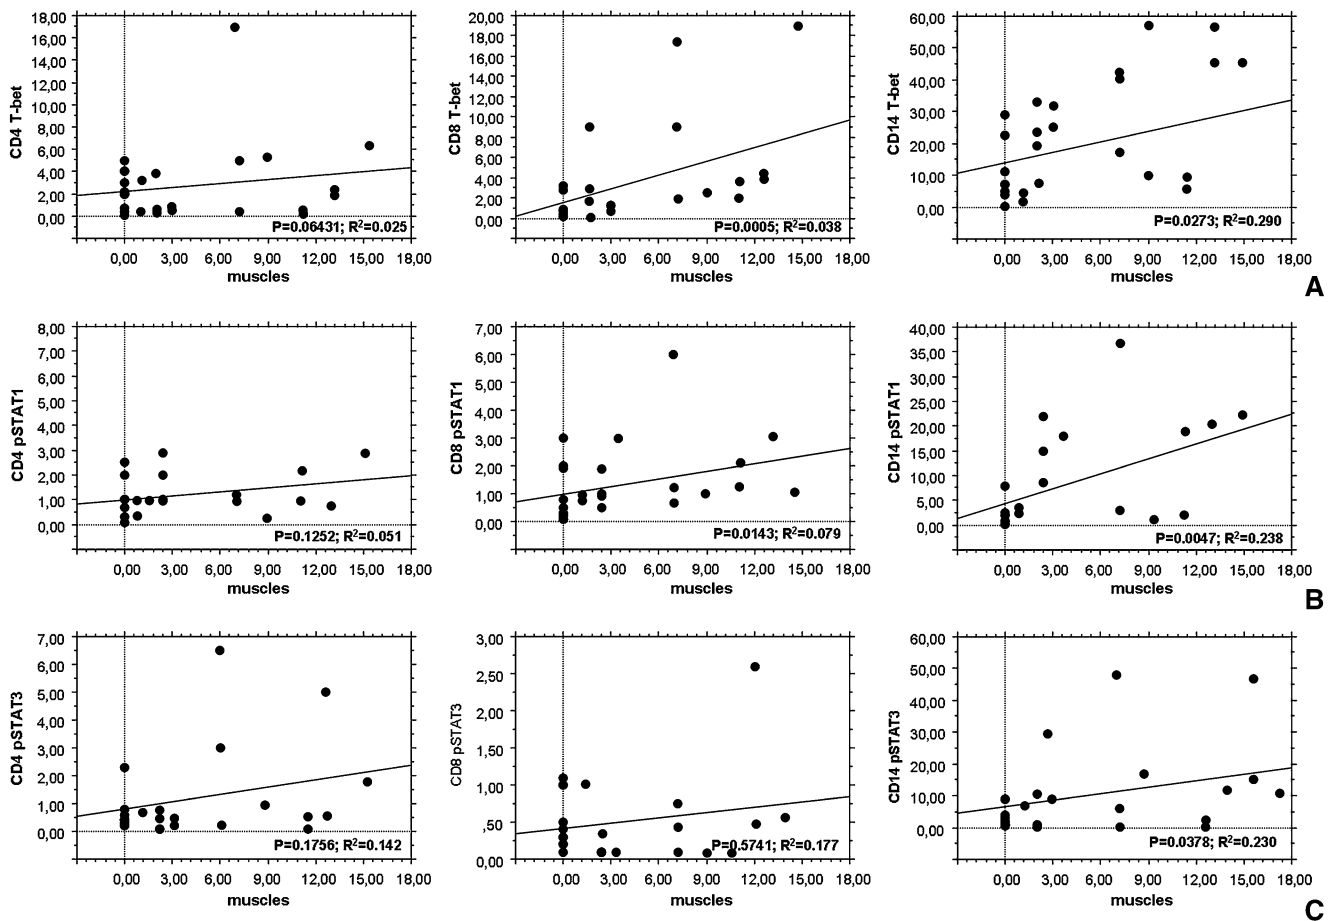 18,00
16,00
14,00
12,00
10,00
8,00
6,00
4,00
2,00
0,00
CD4 T-bet
P=0.06431; R²=0.025
0,00 3,00 6,00 9,00 12,00 15,00 18,00
muscles
20,00
18,00
16,00
14,00
12,00
10,00
8,00
6,00
4,00
2,00
0,00
CD8 T-bet
P=0.0005; R²=0.038
0,00 3,00 6,00 9,00 12,00 15,00 18,00
muscles
60,00
50,00
40,00
30,00
20,00
10,00
0,00
CD14 T-bet
P=0.0273; R²=0.290
0,00 3,00 6,00 9,00 12,00 15,00 18,00
muscles
A
8,00
7,00
6,00
5,00
4,00
3,00
2,00
1,00
0,00
CD4 pSTAT1
P=0.1252; R²=0.051
0,00 3,00 6,00 9,00 12,00 15,00 18,00
muscles
7,00
6,00
5,00
4,00
3,00
2,00
1,00
0,00
CD8 pSTAT1
P=0.0143; R²=0.079
0,00 3,00 6,00 9,00 12,00 15,00 18,00
muscles
40,00
35,00
30,00
25,00
20,00
15,00
10,00
5,00
0,00
CD14 pSTAT1
P=0.0047; R²=0.238
0,00 3,00 6,00 9,00 12,00 15,00 18,00
muscles
B
7,00
6,00
5,00
4,00
3,00
2,00
1,00
0,00
CD4 pSTAT3
P=0.1756; R²=0.142
0,00 3,00 6,00 9,00 12,00 15,00 18,00
muscles
3,00
2,50
2,00
1,50
1,00
,50
0,00
CD8 pSTAT3
P=0.5741; R²=0.177
0,00 3,00 6,00 9,00 12,00 15,00 18,00
muscles
60,00
50,00
40,00
30,00
20,00
10,00
0,00
CD14 pSTAT3
P=0.0378; R²=0.230
0,00 3,00 6,00 9,00 12,00 15,00 18,00
muscles
C